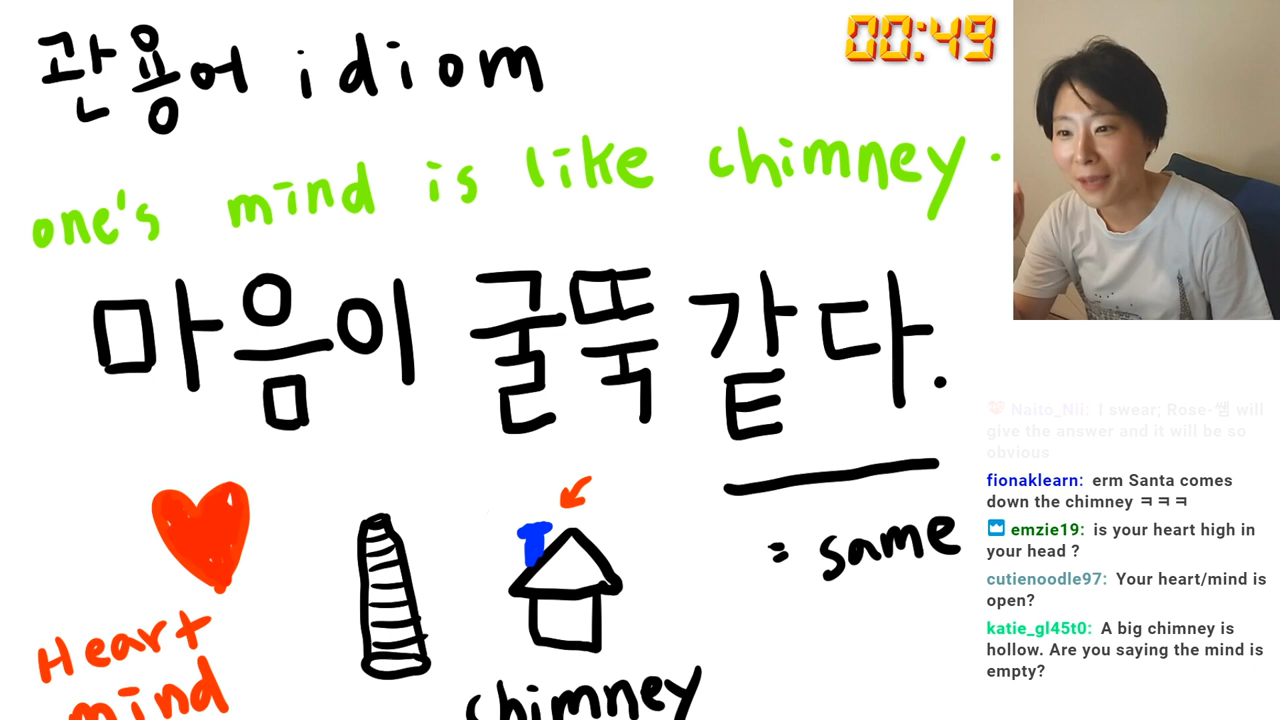 관용어 idiom
00:49
one's mind is like chimney.
마음이 굴뚝 같다.
= same
Heart
mind
chimney
Naito_Nii: I swear; Rose-쌤 will
give the answer and it will be so
obvious
fionaklearn: erm Santa comes
down the chimney ㅋㅋㅋ
emzie19: is your heart high in
your head ?
cutienoodle97: Your heart/mind is
open?
katie_gl45t0: A big chimney is
hollow. Are you saying the mind is
empty?